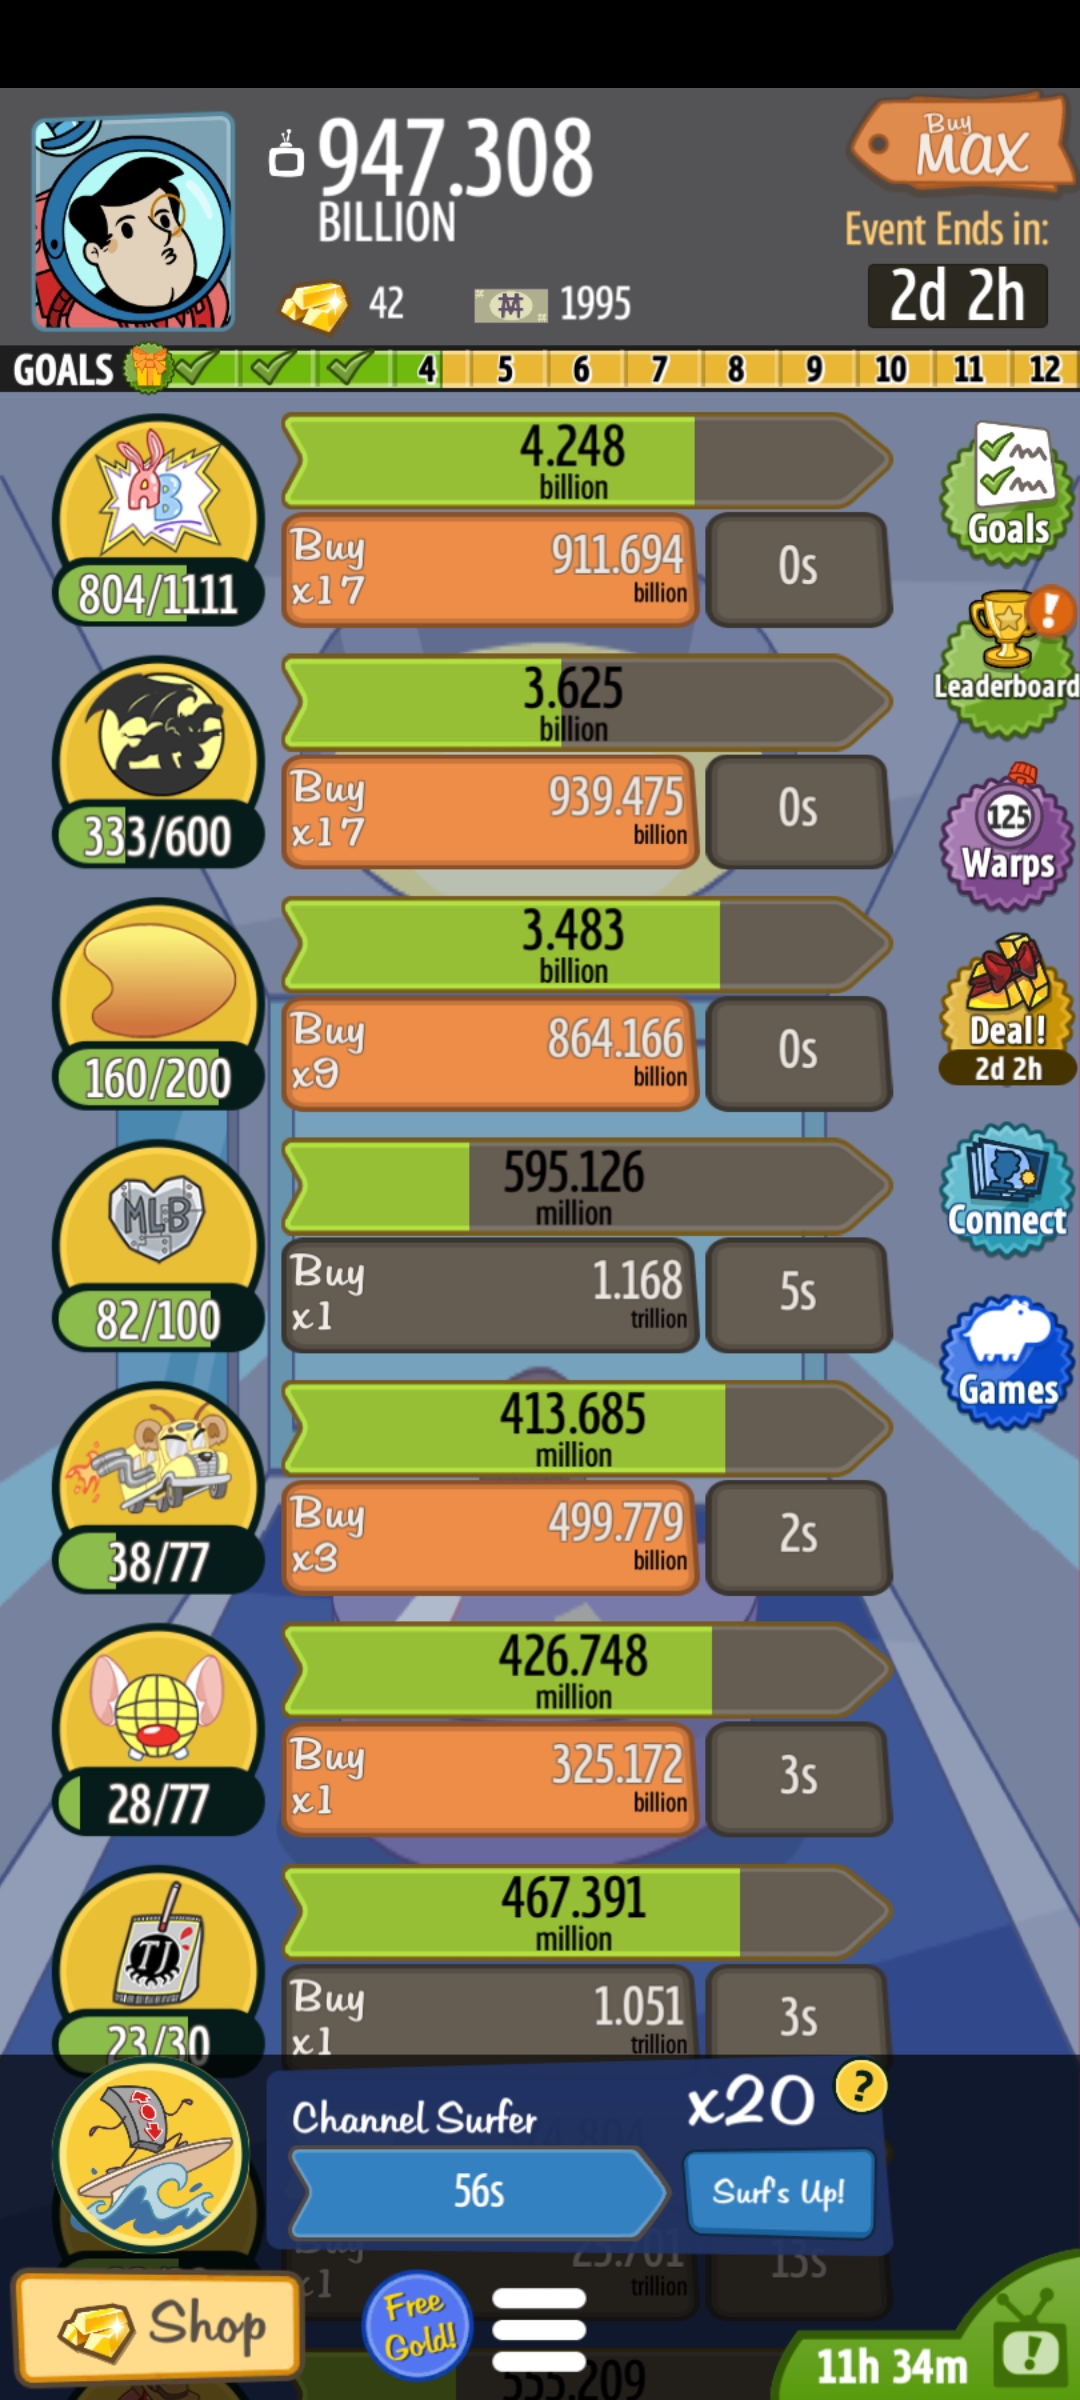 947.308
BILLION
42
1995
Buy
MAX
Event Ends in:
2d 2h
GOALS 4 5 6 7 8 9 10 11 12
AB
804/1111
4.248
billion
Buy
x17
911.694
billion
0s
Goals
333/600
3.625
billion
Buy
x17
939.475
billion
0s
Leaderboard
125
Warps
160/200
3.483
billion
Buy
x9
864.166
billion
0s
Deal!
2d 2h
MLB
82/100
595.126
million
Buy
x1
1.168
trillion
5s
Connect
Games
38/77
413.685
million
Buy
x3
499.779
billion
2s
28/77
426.748
million
Buy
x1
325.172
billion
3s
TJ
23/30
467.391
million
Buy
x1
1.051
trillion
3s
Channel Surfer
x20
?
56s
Surf's Up!
Buy
x1
23.701
trillion
13s
Shop
Free
Gold!
555.209
11h 34m